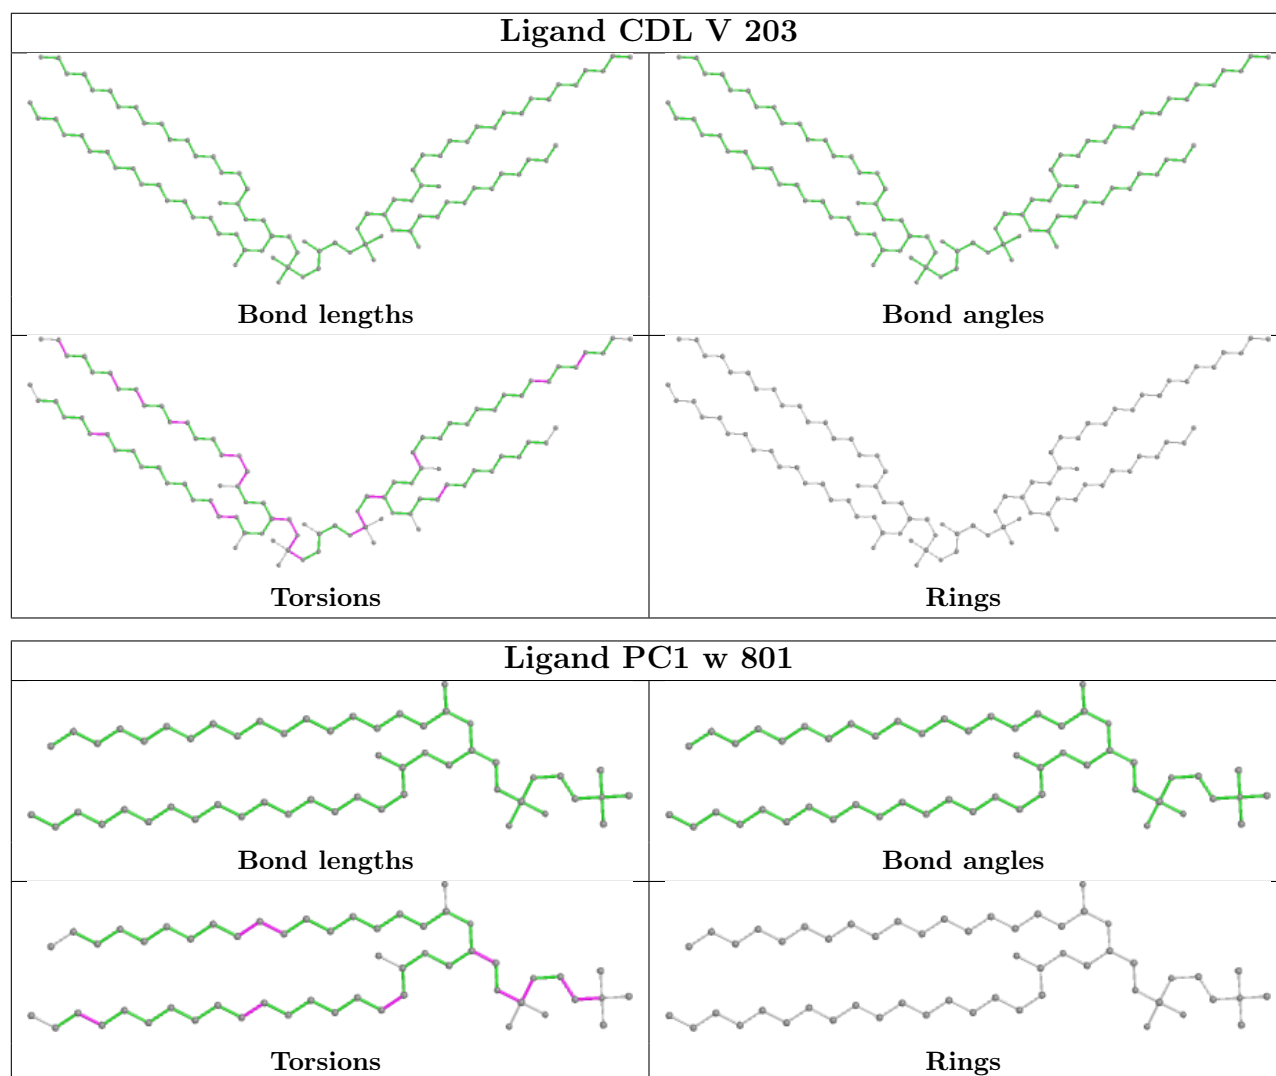 Ligand CDL V 203
Bond lengths
Bond angles
Torsions
Rings
Ligand PC1 w 801
Bond lengths
Bond angles
Torsions
Rings